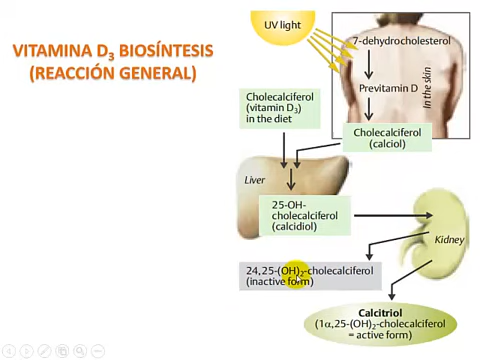 VITAMINA D3 BIOSÍNTESIS
(REACCIÓN GENERAL)
UV light
7-dehydrocholesterol
Previtamin D
In the skin
Cholecalciferol
(vitamin D3)
in the diet
Cholecalciferol
(calciol)
Liver
25-OH-
cholecalciferol
(calcidiol)
Kidney
24,25-(OH)2-cholecalciferol
(inactive form)
Calcitriol
(1α,25-(OH)2-cholecalciferol
= active form)